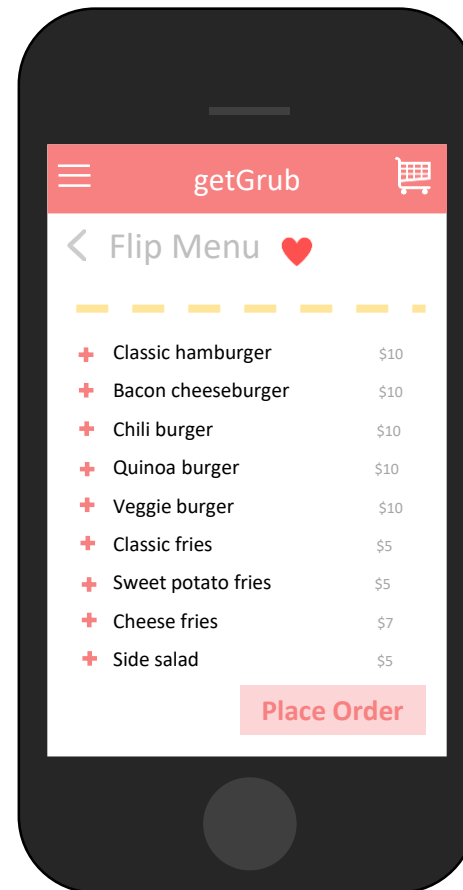 getGrub
Flip Menu
Classic hamburger $10
Bacon cheeseburger $10
Chili burger $10
Quinoa burger $10
Veggie burger $10
Classic fries $5
Sweet potato fries $5
Cheese fries $7
Side salad $5
Place Order